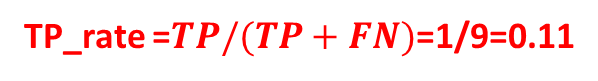 TP_rate =TP/(TP + FN)=1/9=0.11